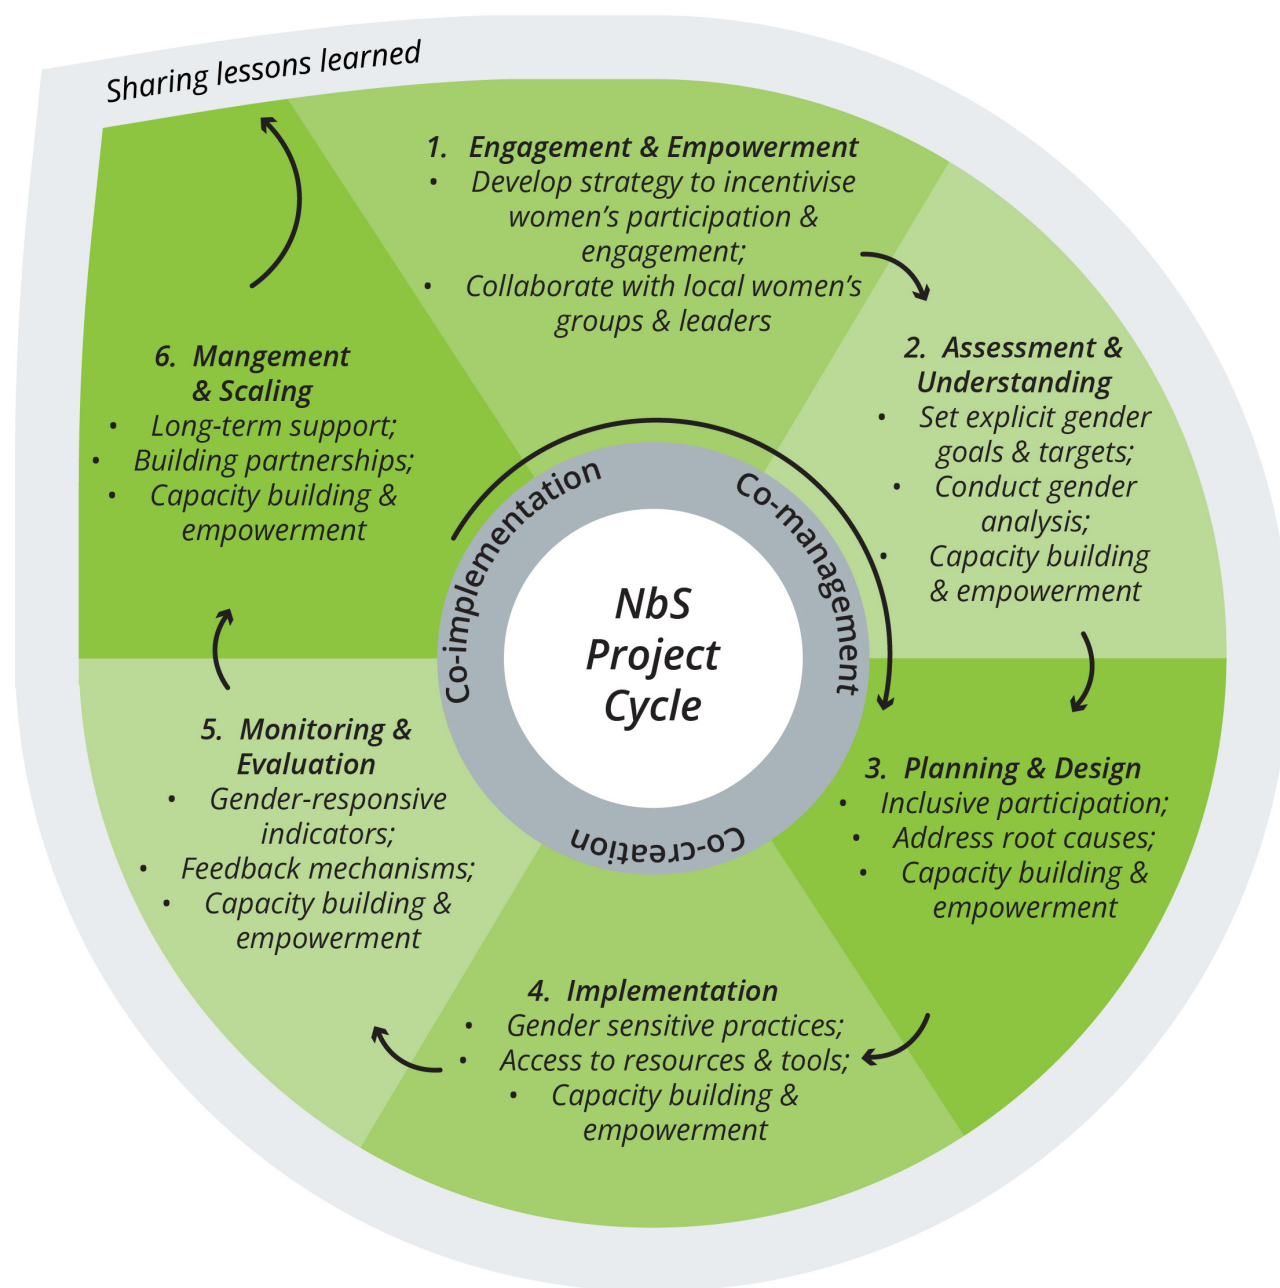 Sharing lessons learned
1. Engagement & Empowerment
• Develop strategy to incentivise
women’s participation &
engagement;
• Collaborate with local women’s
groups & leaders
2. Assessment &
Understanding
• Set explicit gender
goals & targets;
• Conduct gender
analysis;
• Capacity building
& empowerment
3. Planning & Design
• Inclusive participation;
• Address root causes;
• Capacity building &
empowerment
4. Implementation
• Gender sensitive practices;
• Access to resources & tools;
• Capacity building &
empowerment
5. Monitoring &
Evaluation
• Gender-responsive
indicators;
• Feedback mechanisms;
• Capacity building &
empowerment
6. Mangement
& Scaling
• Long-term support;
• Building partnerships;
• Capacity building &
empowerment
Co-implementation
Co-management
Co-creation
NbS
Project
Cycle